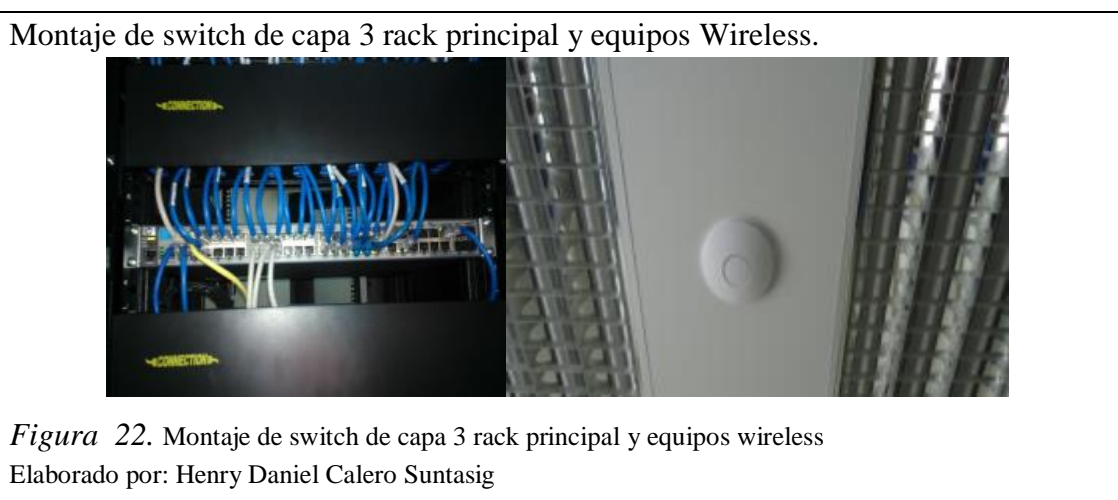 Montaje de switch de capa 3 rack principal y equipos Wireless.
CONNECTION
CONNECTION
Figura 22. Montaje de switch de capa 3 rack principal y equipos wireless
Elaborado por: Henry Daniel Calero Suntasig